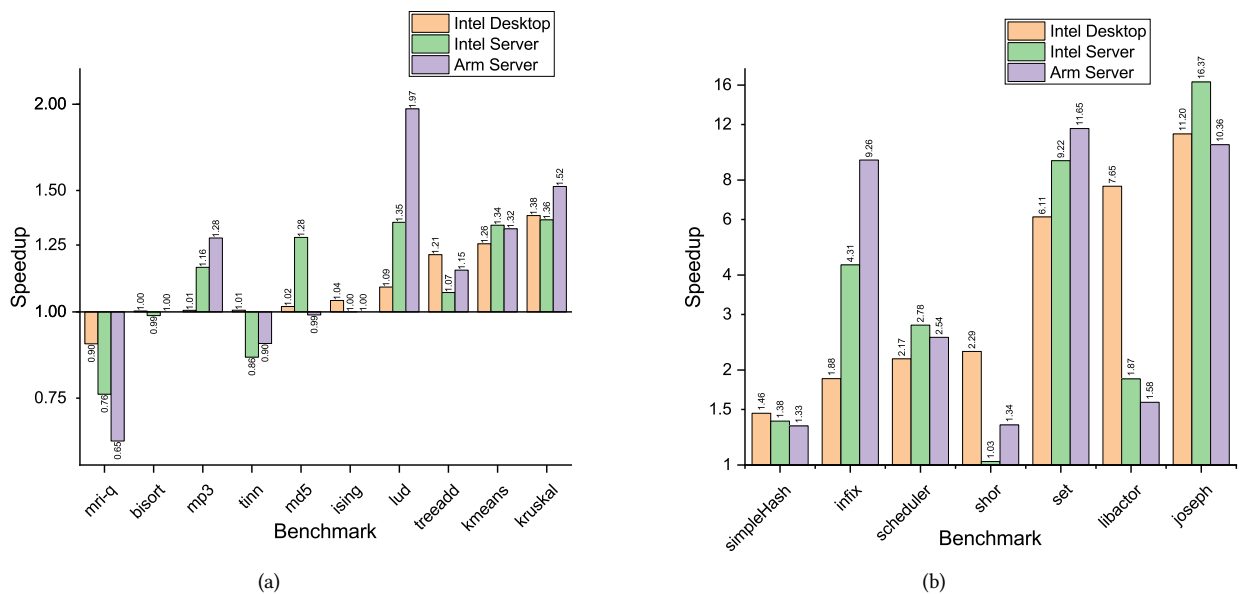 Intel Desktop
Intel Server
Arm Server
Speedup
2.00
1.50
1.25
1.00
0.75
0.90
0.76
0.65
1.00
0.99
1.00
1.01
1.16
1.28
1.01
0.86
0.90
1.02
1.28
0.99
1.04
1.00
1.00
1.09
1.35
1.97
1.21
1.07
1.15
1.26
1.34
1.32
1.38
1.36
1.52
mri-q
bisort
mp3
tinn
md5
ising
lud
treeadd
kmeans
kruskal
Benchmark
(a)
Intel Desktop
Intel Server
Arm Server
Speedup
16
12
8
6
4
3
2
1.5
1
1.46
1.38
1.33
1.88
4.31
9.26
2.17
2.78
2.54
2.29
1.03
1.34
6.11
9.22
11.65
7.65
1.87
1.58
11.20
16.37
10.36
simpleHash
infix
scheduler
shor
set
libactor
joseph
Benchmark
(b)